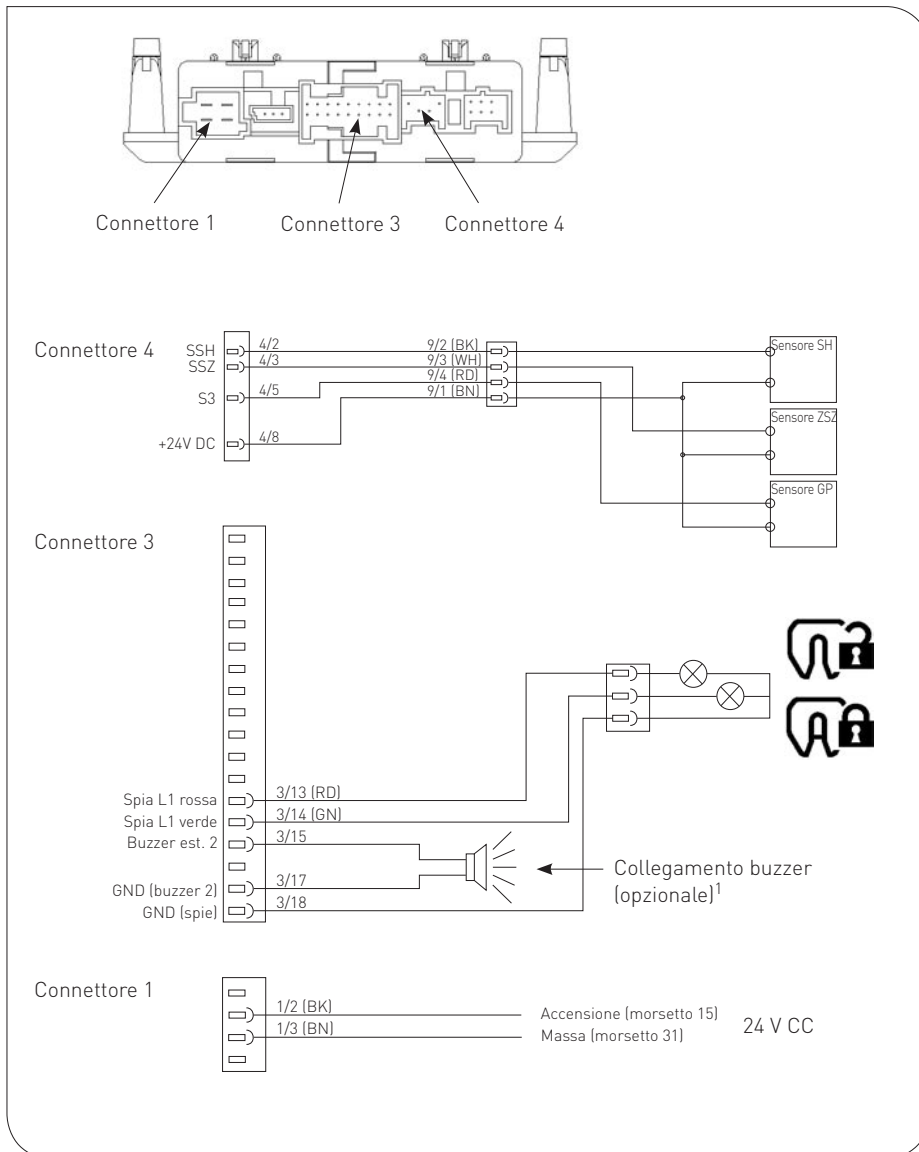 Connettore 1
Connettore 3
Connettore 4
Connettore 4
SSH
4/2
9/2 (BK)
Sensore SH
SSZ
4/3
9/3 (WH)
9/4 (RD)
S3
4/5
9/1 (BN)
Sensore ZSZ
+24V DC
4/8
Sensore GP
Connettore 3
Spia L1 rossa
3/13 (RD)
Spia L1 verde
3/14 (GN)
Buzzer est. 2
3/15
Collegamento buzzer
(opzionale)¹
GND (buzzer 2)
3/17
GND (spie)
3/18
Connettore 1
1/2 (BK)
Accensione (morsetto 15)
24 V CC
1/3 (BN)
Massa (morsetto 31)